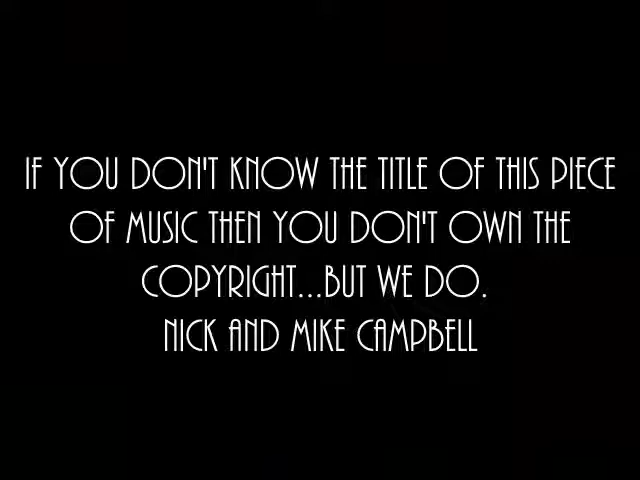 IF YOU DON'T KNOW THE TITLE OF THIS PIECE
OF MUSIC THEN YOU DON'T OWN THE
COPYRIGHT...BUT WE DO.
NICK AND MIKE CAMPBELL